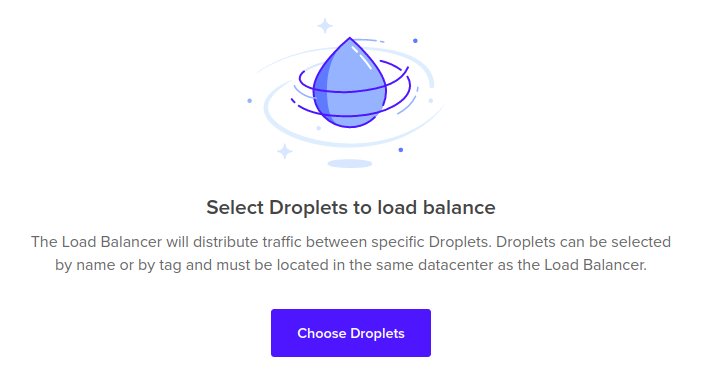 Select Droplets to load balance
The Load Balancer will distribute traffic between specific Droplets. Droplets can be selected
by name or by tag and must be located in the same datacenter as the Load Balancer.
Choose Droplets